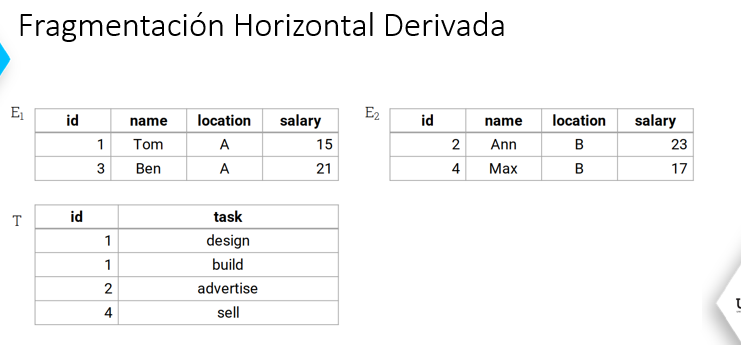 Fragmentación Horizontal Derivada
E1
id name location salary
1 Tom A 15
3 Ben A 21
E2
id name location salary
2 Ann B 23
4 Max B 17
T
id task
1 design
1 build
2 advertise
4 sell